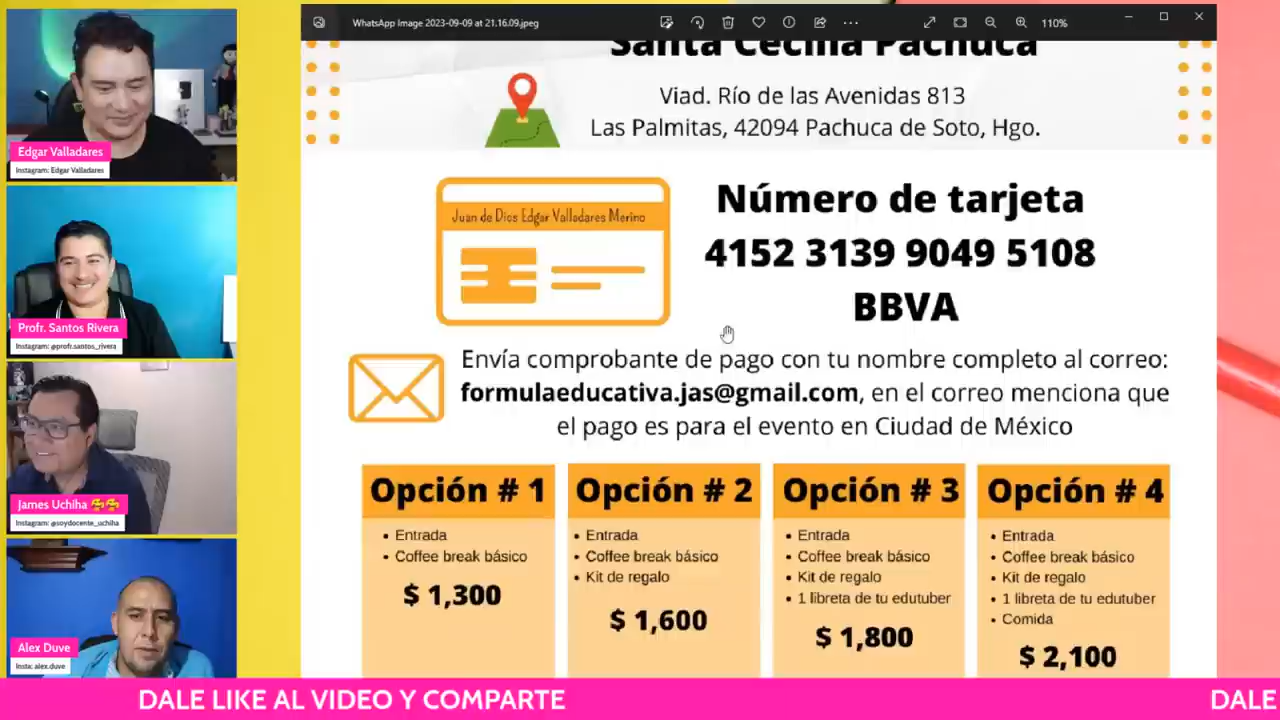 WhatsApp Image 2023-09-09 at 21.16.09.jpeg
110%
Santa Cecilia Pachuca
Viad. Río de las Avenidas 813
Las Palmitas, 42094 Pachuca de Soto, Hgo.
Juan de Dios Edgar Valladares Merino
Número de tarjeta
4152 3139 9049 5108
BBVA
Envía comprobante de pago con tu nombre completo al correo:
formulaeducativa.jas@gmail.com, en el correo menciona que
el pago es para el evento en Ciudad de México
Opción # 1
• Entrada
• Coffee break básico
$ 1,300
Opción # 2
• Entrada
• Coffee break básico
• Kit de regalo
$ 1,600
Opción # 3
• Entrada
• Coffee break básico
• Kit de regalo
• 1 libreta de tu edutuber
$ 1,800
Opción # 4
• Entrada
• Coffee break básico
• Kit de regalo
• 1 libreta de tu edutuber
• Comida
$ 2,100
Edgar Valladares
Instagram: Edgar Valladares
Profr. Santos Rivera
Instagram: @profr.santos_rivera
James Uchiha 🥰🥰
Instagram: @soydocente_uchiha
Alex Duve
Insta: alex.duve
DALE LIKE AL VIDEO Y COMPARTE
DALE